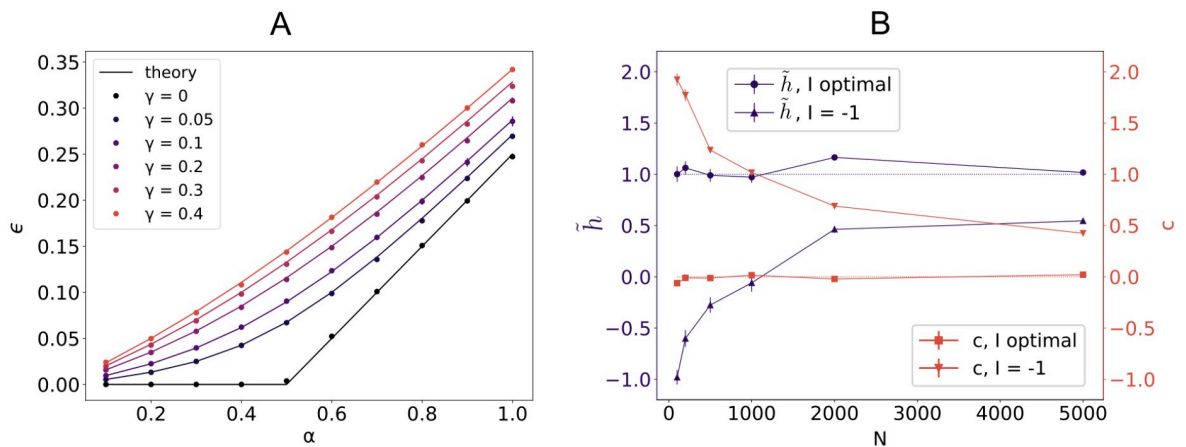 A
0.35
0.30
0.25
0.20
0.15
0.10
0.05
0.00
ϵ
theory
γ = 0
γ = 0.05
γ = 0.1
γ = 0.2
γ = 0.3
γ = 0.4
0.2
0.4
0.6
0.8
1.0
α
B
2.0
1.5
1.0
0.5
0.0
−0.5
−1.0
h̃
h̃, I optimal
h̃, I = -1
c, I optimal
c, I = -1
2.0
1.5
1.0
0.5
0.0
−0.5
−1.0
c
0
1000
2000
3000
4000
5000
N